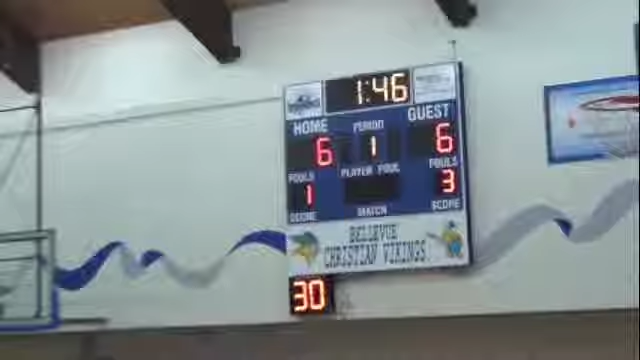 1:46
HOME PERIOD GUEST
6 1 6
FOULS PLAYER FOUL FOULS
1 3
SCORE MATCH SCORE
BELLEVUE
CHRISTIAN VIKINGS
30